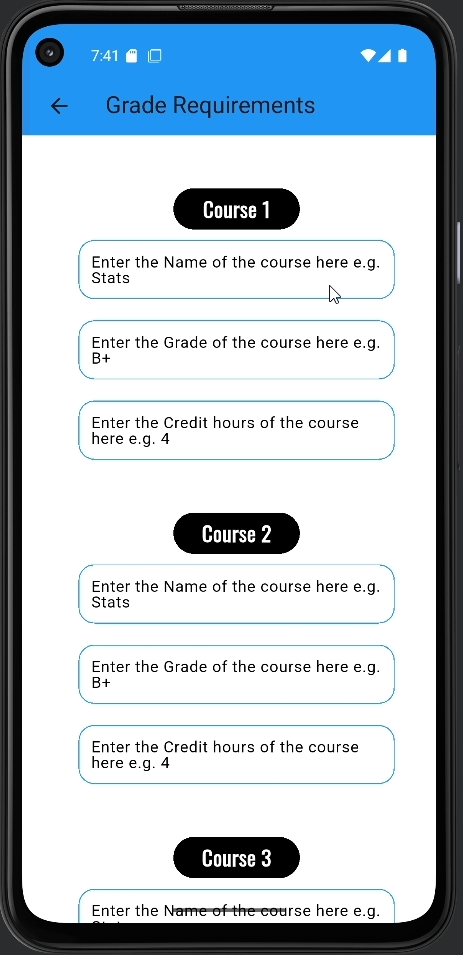 7:41
Grade Requirements
Course 1
Enter the Name of the course here e.g.
Stats
Enter the Grade of the course here e.g.
B+
Enter the Credit hours of the course
here e.g. 4
Course 2
Enter the Name of the course here e.g.
Stats
Enter the Grade of the course here e.g.
B+
Enter the Credit hours of the course
here e.g. 4
Course 3
Enter the Name of the course here e.g.